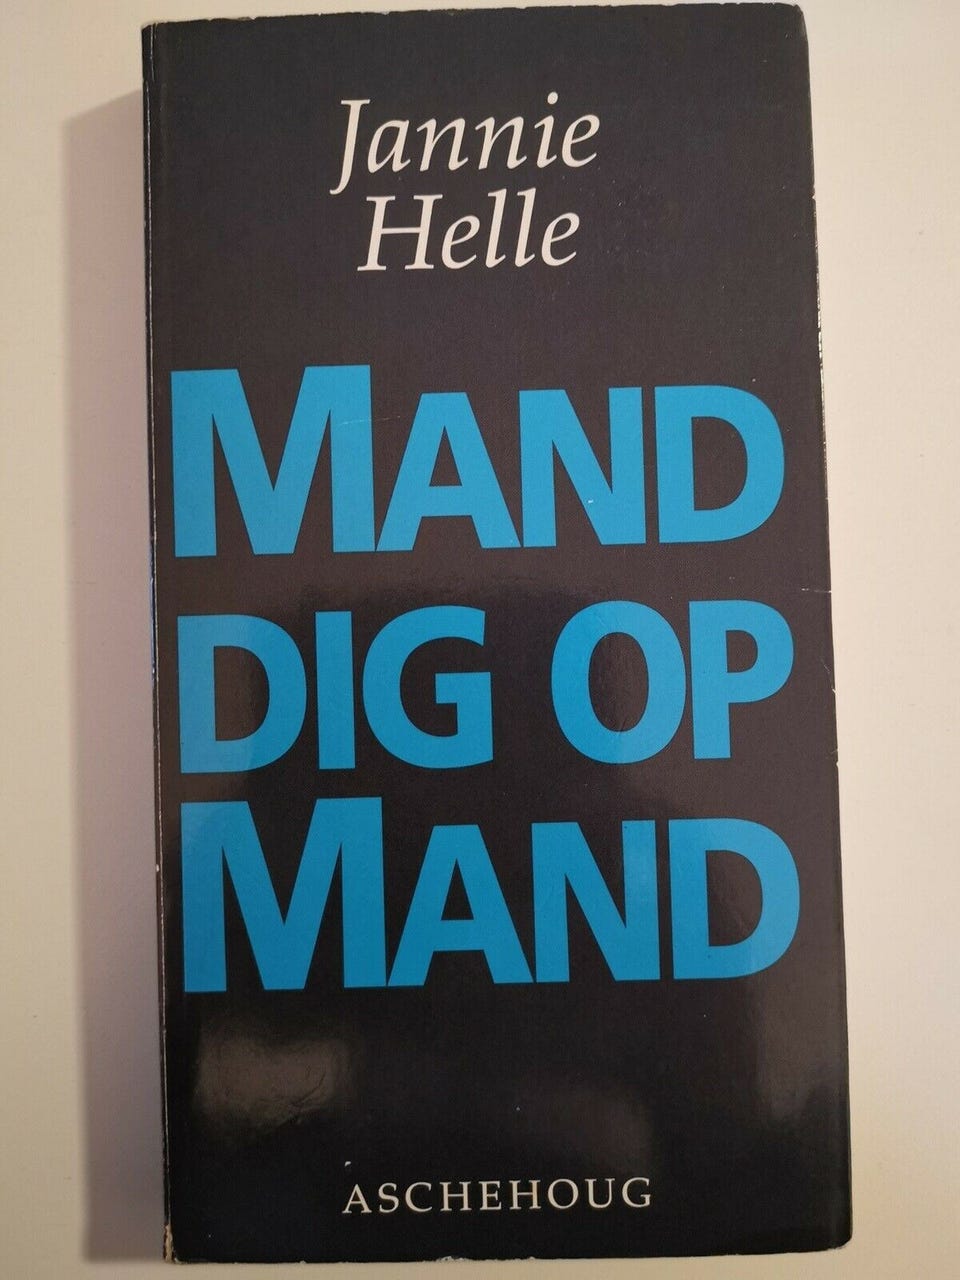 Jannie
Helle
MAND
DIG OP
MAND
ASCHEHOUG